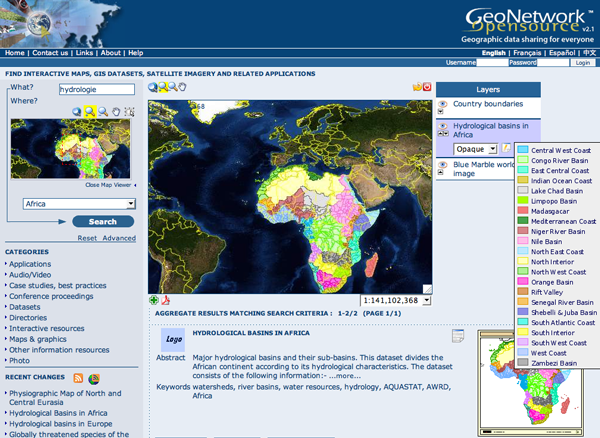 GeoNetwork™
Opensource v2.1
Geographic data sharing for everyone
Home | Contact us | Links | About | Help
English | Français | Español | 中文
Username Password Login
FIND INTERACTIVE MAPS, GIS DATASETS, SATELLITE IMAGERY AND RELATED APPLICATIONS
What? hydrologie
Where?
Close Map Viewer
Africa
Search
Reset Advanced
CATEGORIES
Applications
Audio/Video
Case studies, best practices
Conference proceedings
Datasets
Directories
Interactive resources
Maps & graphics
Other information resources
Photo
RECENT CHANGES
Physiographic Map of North and
Central Eurasia
Hydrological Basins in Africa
Hydrological basins in Europe
Globally threatened species of the
1:141,102,368
AGGREGATE RESULTS MATCHING SEARCH CRITERIA : 1-2/2 (PAGE 1/1)
Logo
HYDROLOGICAL BASINS IN AFRICA
Abstract Major hydrological basins and their sub-basins. This dataset divides the
African continent according to its hydrological characteristics. The dataset
consists of the following information:- ...more...
Keywords watersheds, river basins, water resources, hydrology, AQUASTAT, AWRD,
Africa
Layers
Country boundaries
Hydrological basins in
Africa
Opaque
Blue Marble world
image
Central West Coast
Congo River Basin
East Central Coast
Indian Ocean Coast
Lake Chad Basin
Limpopo Basin
Madasgacar
Mediterranean Coast
Niger River Basin
Nile Basin
North East Coast
North Interior
North West Coast
Orange Basin
Rift Valley
Senegal River Basin
Shebelli & Juba Basin
South Atlantic Coast
South Interior
South West Coast
West Coast
Zambezi Basin